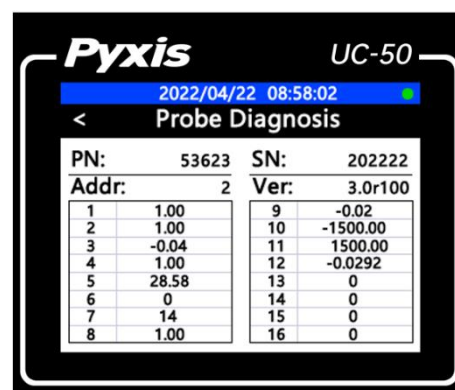 Pyxis UC-50
2022/04/22 08:58:02
< Probe Diagnosis
PN: 53623 SN: 202222
Addr: 2 Ver: 3.0r100
1 1.00 9 -0.02
2 1.00 10 -1500.00
3 -0.04 11 1500.00
4 1.00 12 -0.0292
5 28.58 13 0
6 0 14 0
7 14 15 0
8 1.00 16 0